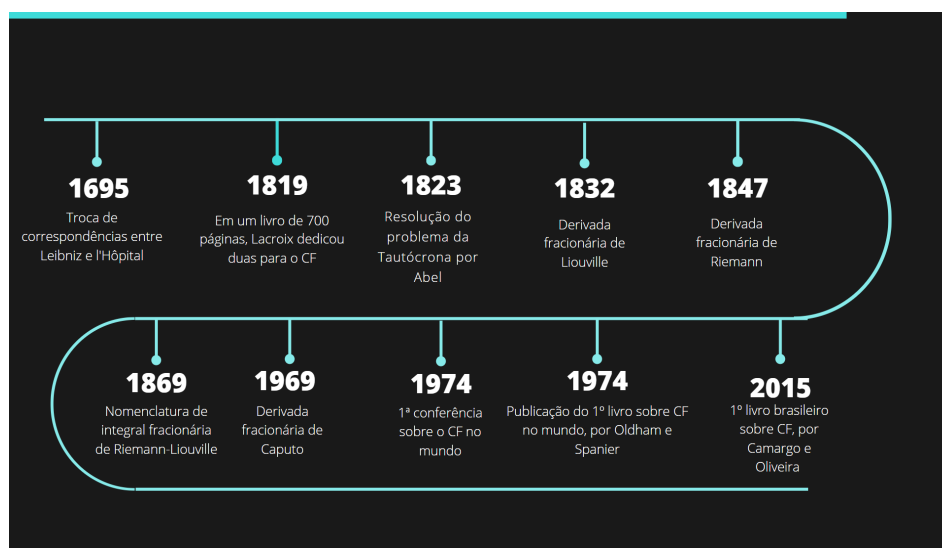 1695
Troca de
correspondências entre
Leibniz e l'Hôpital
1819
Em um livro de 700
páginas, Lacroix dedicou
duas para o CF
1823
Resolução do
problema da
Tautócrona por
Abel
1832
Derivada
fracionária de
Liouville
1847
Derivada
fracionária de
Riemann
1869
Nomenclatura de
integral fracionária
de Riemann-Liouville
1969
Derivada
fracionária de
Caputo
1974
1ª conferência
sobre o CF no
mundo
1974
Publicação do 1º livro sobre CF
no mundo, por Oldham e
Spanier
2015
1º livro brasileiro
sobre CF, por
Camargo e
Oliveira